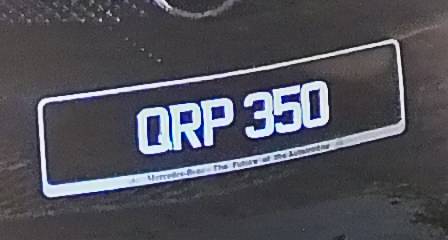 QRP 350
Mercedes-Benz - The Future of the Automobile